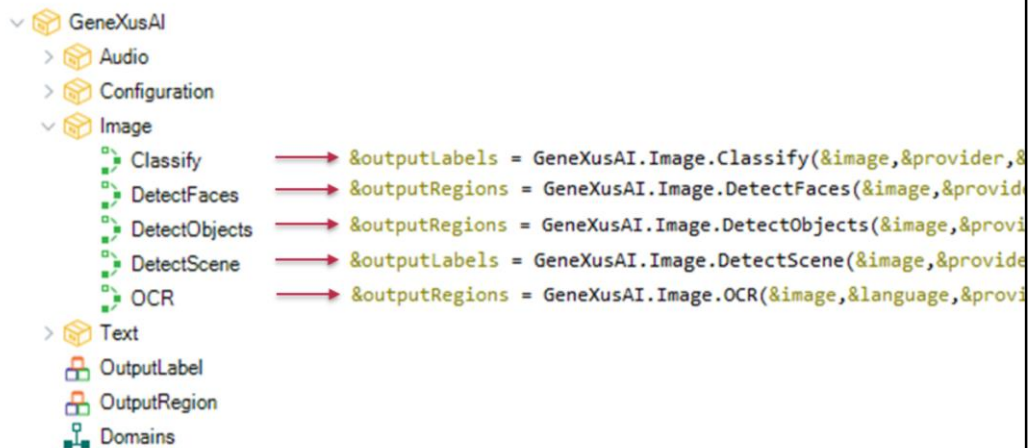 GeneXusAI
Audio
Configuration
Image
Classify &outputLabels = GeneXusAI.Image.Classify(&image,&provider,&
DetectFaces &outputRegions = GeneXusAI.Image.DetectFaces(&image,&provid
DetectObjects &outputRegions = GeneXusAI.Image.DetectObjects(&image,&provi
DetectScene &outputLabels = GeneXusAI.Image.DetectScene(&image,&provide
OCR &outputRegions = GeneXusAI.Image.OCR(&image,&language,&provi
Text
OutputLabel
OutputRegion
Domains